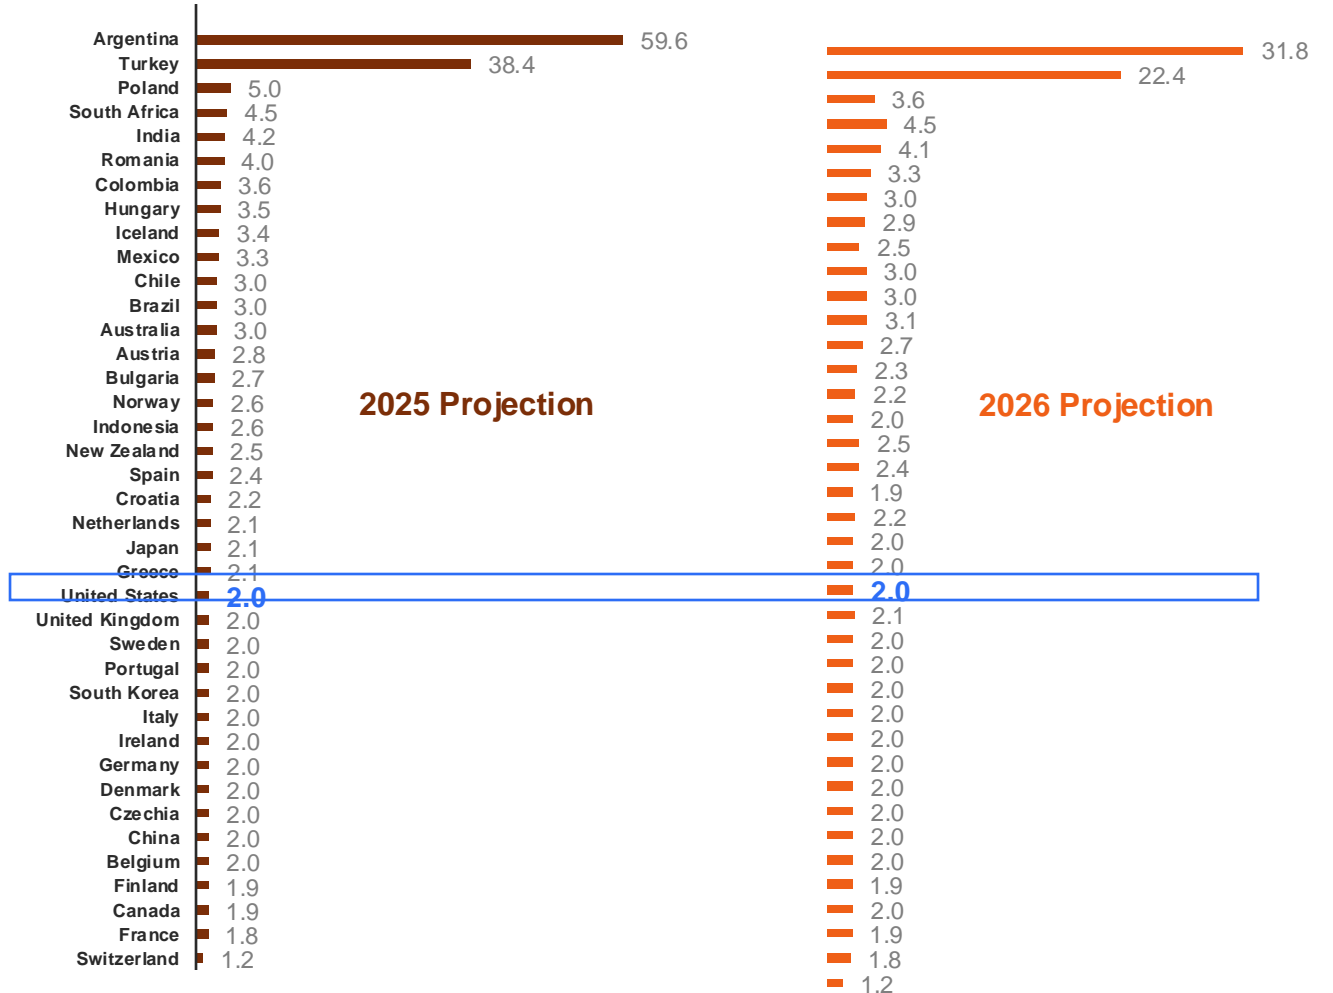 Argentina 59.6 31.8
Turkey 38.4 22.4
Poland 5.0 3.6
South Africa 4.5 4.5
India 4.2 4.1
Romania 4.0 3.3
Colombia 3.6 3.0
Hungary 3.5 2.9
Iceland 3.4 2.5
Mexico 3.3 3.0
Chile 3.0 3.0
Brazil 3.0 3.1
Australia 3.0 2.7
Austria 2.8 2.3
Bulgaria 2.7 2.2
2025 Projection 2026 Projection
Norway 2.6 2.0
Indonesia 2.6 2.5
New Zealand 2.5 2.4
Spain 2.4 1.9
Croatia 2.2 2.2
Netherlands 2.1 2.0
Japan 2.1 2.0
Greece 2.1 2.0
United States 2.0 2.1
United Kingdom 2.0 2.0
Sweden 2.0 2.0
Portugal 2.0 2.0
South Korea 2.0 2.0
Italy 2.0 2.0
Ireland 2.0 2.0
Germany 2.0 2.0
Denmark 2.0 2.0
Czechia 2.0 2.0
China 2.0 2.0
Belgium 2.0 1.9
Finland 1.9 2.0
Canada 1.9 1.9
France 1.8 1.8
Switzerland 1.2 1.2